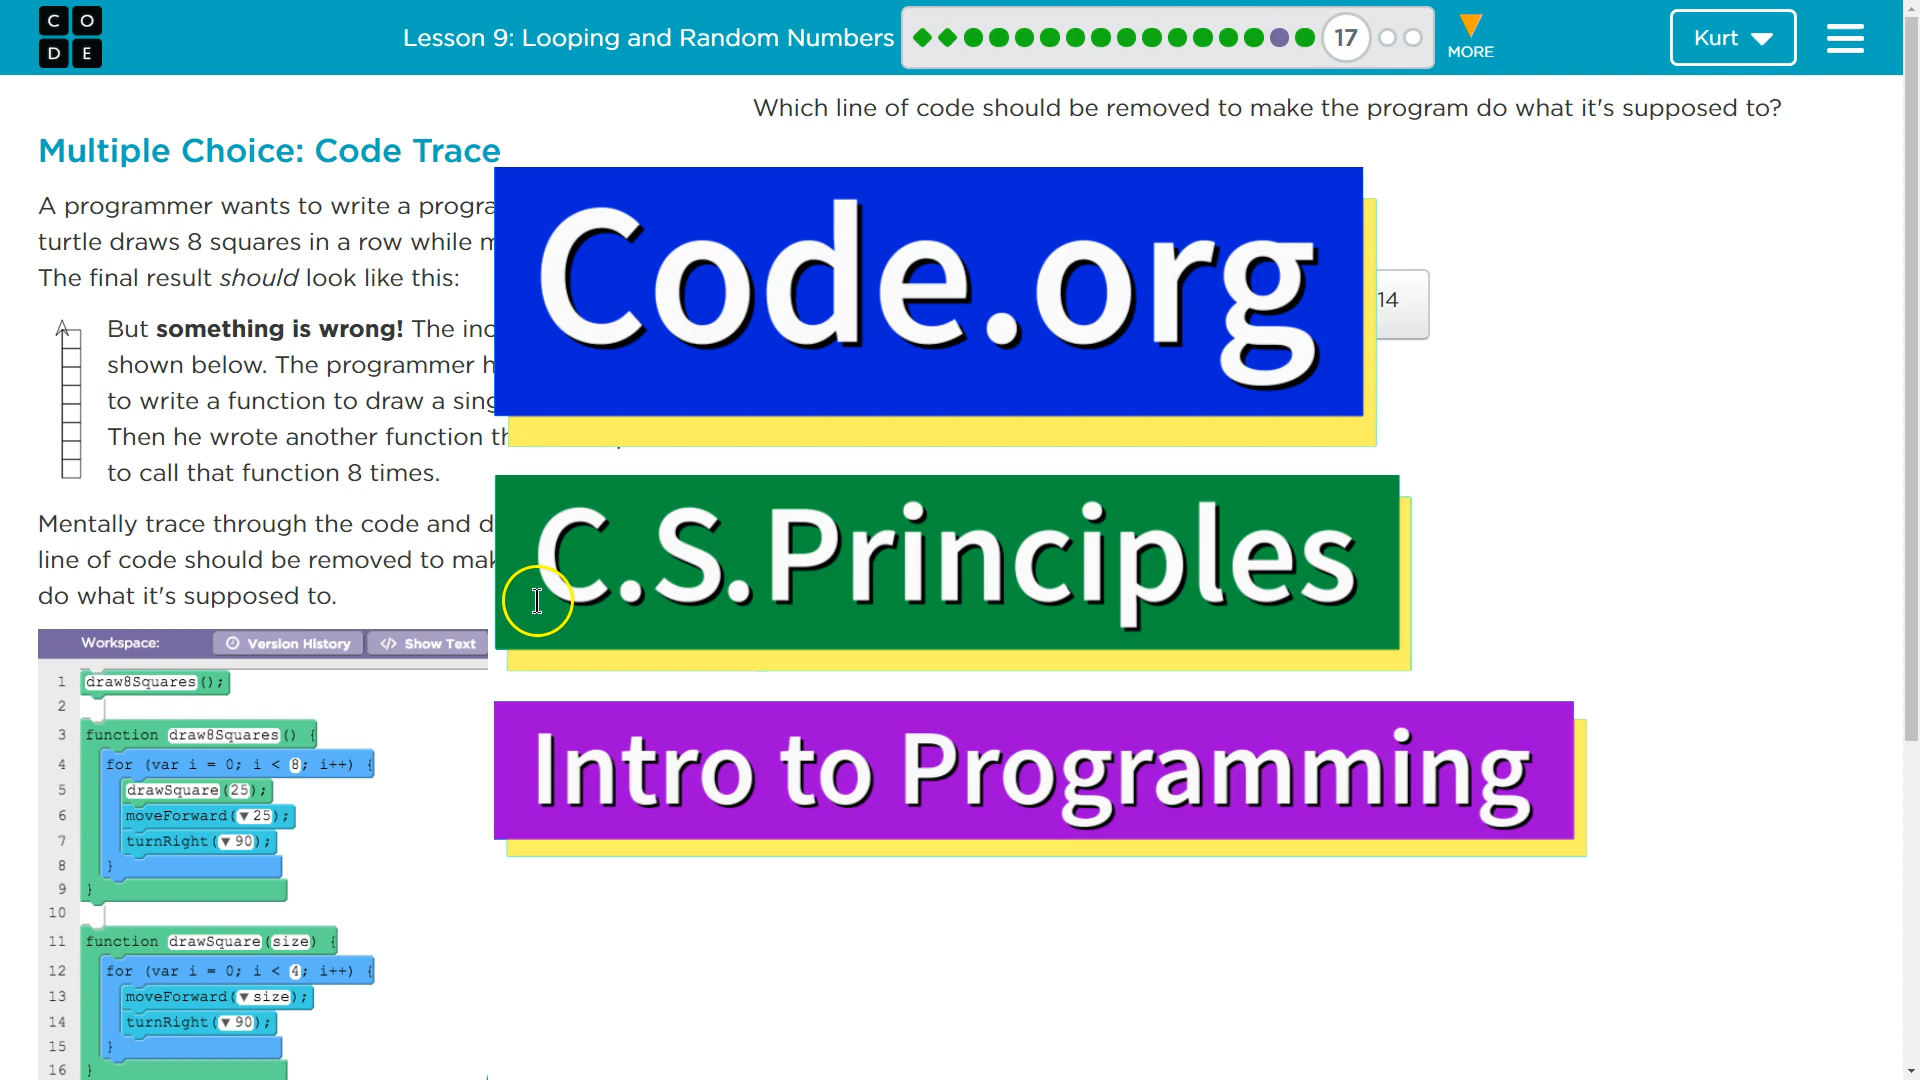 CODE
Lesson 9: Looping and Random Numbers
17
MORE
Kurt
Which line of code should be removed to make the program do what it's supposed to?
Multiple Choice: Code Trace
A programmer wants to write a
turtle draws 8 squares in a row while
The final result should look like this:
But something is wrong! The
shown below. The programmer
to write a function to draw a
Then he wrote another function
to call that function 8 times.
Mentally trace through the code and
line of code should be removed to
do what it's supposed to.
Code.org
14
C.S.Principles
Intro to Programming
Workspace:
Version History
</> Show Text
1 draw8Squares();
2
3 function draw8Squares() {
4 for (var i = 0; i < 8; i++) {
5 drawSquare(25);
6 moveForward(▼25);
7 turnRight(▼90);
8 }
9 }
10
11 function drawSquare(size) {
12 for (var i = 0; i < 4; i++) {
13 moveForward(▼size);
14 turnRight(▼90);
15 }
16 }